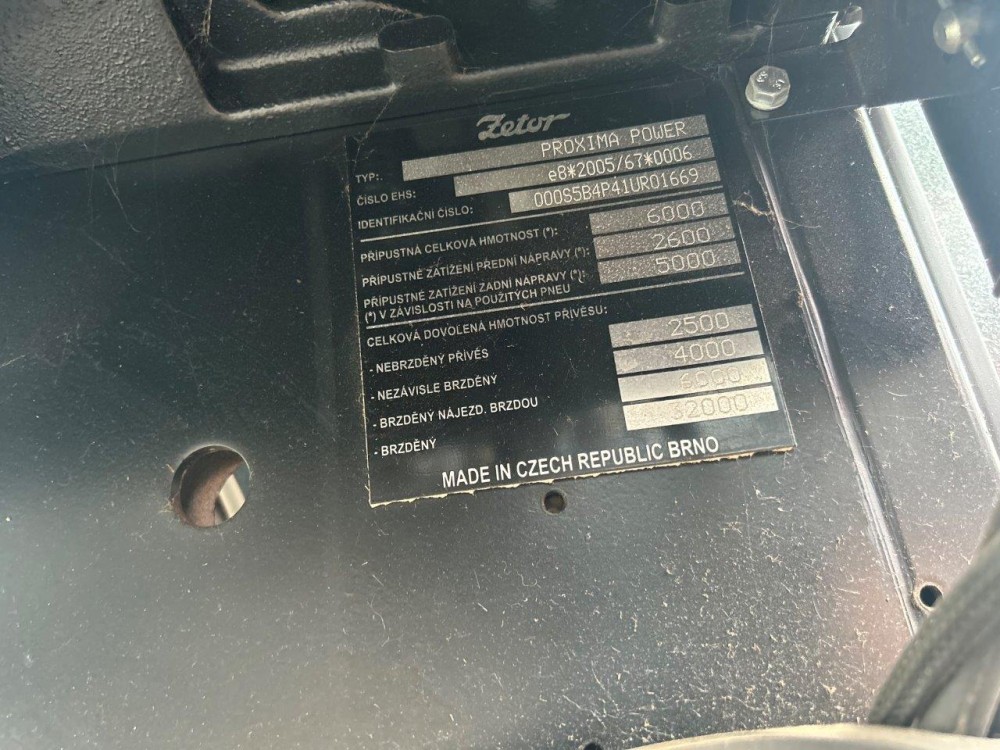 Zetor
TYP: PROXIMA POWER
ČÍSLO EHS: e8*2005/67*0006
IDENTIFIKAČNÍ ČÍSLO: 000S5B4P41UR01669
PŘÍPUSTNÁ CELKOVÁ HMOTNOST (*): 6000
PŘÍPUSTNÉ ZATÍŽENÍ PŘEDNÍ NÁPRAVY (*): 2600
PŘÍPUSTNÉ ZATÍŽENÍ ZADNÍ NÁPRAVY (*): 5000
(*) V ZÁVISLOSTI NA POUŽITÝCH PNEU
CELKOVÁ DOVOLENÁ HMOTNOST PŘÍVĚSU:
- NEBRZDĚNÝ PŘÍVĚS 2500
- NEZÁVISLE BRZDĚNÝ 4000
- BRZDĚNÝ NÁJEZD. BRZDOU 6000
- BRZDĚNÝ 32000
MADE IN CZECH REPUBLIC BRNO